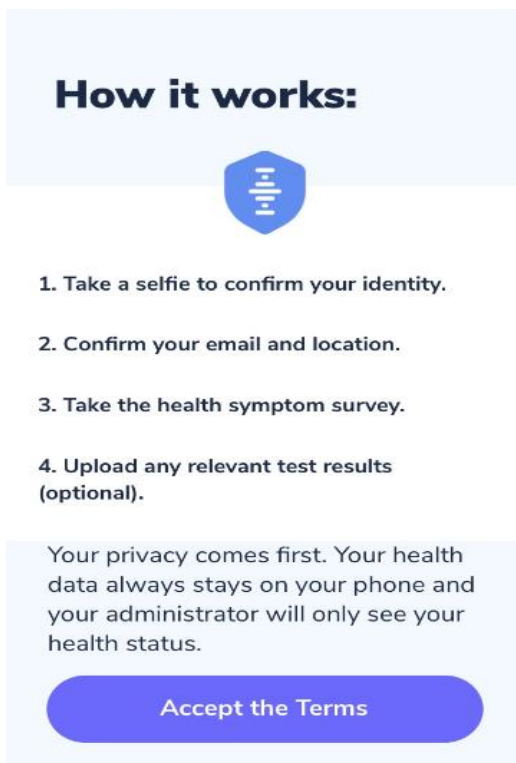 How it works:
1. Take a selfie to confirm your identity.
2. Confirm your email and location.
3. Take the health symptom survey.
4. Upload any relevant test results
(optional).
Your privacy comes first. Your health
data always stays on your phone and
your administrator will only see your
health status.
Accept the Terms